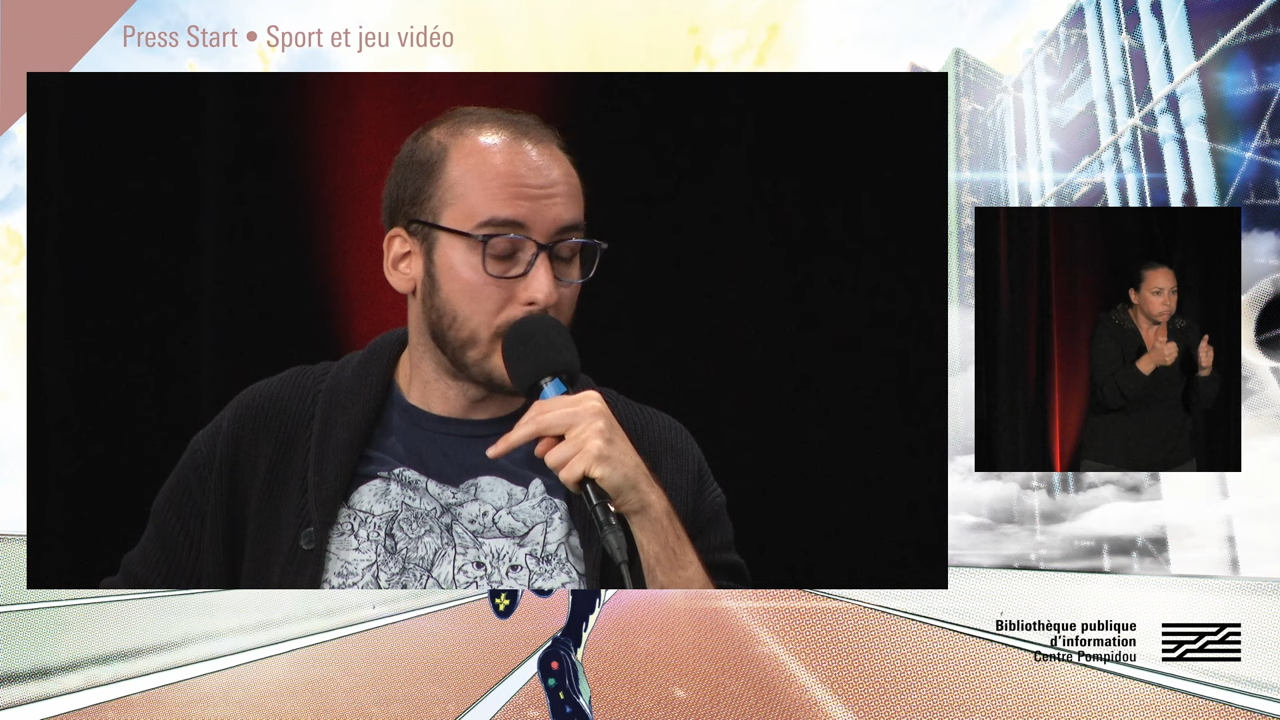 Press Start • Sport et jeu vidéo
Bibliothèque publique
d'information
Centre Pompidou